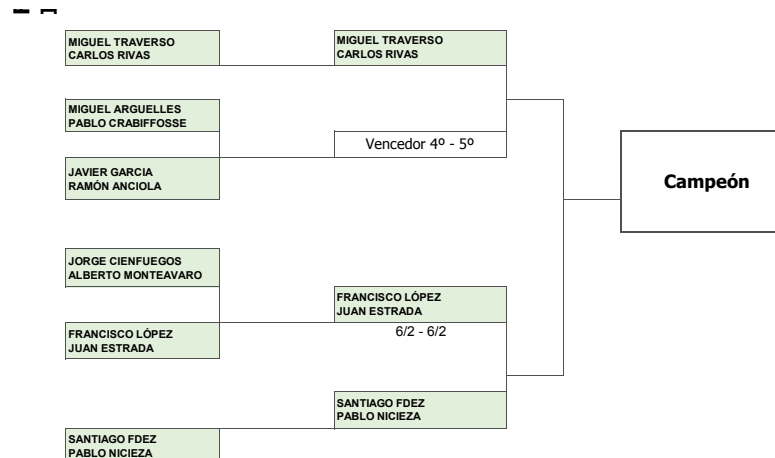 MIGUEL TRAVERSO
CARLOS RIVAS
MIGUEL TRAVERSO
CARLOS RIVAS
MIGUEL ARGUELLES
PABLO CRABIFFOSSE
Vencedor 4º - 5º
JAVIER GARCIA
RAMÓN ANCIOLA
Campeón
JORGE CIENFUEGOS
ALBERTO MONTEAVARO
FRANCISCO LÓPEZ
JUAN ESTRADA
6/2 - 6/2
FRANCISCO LÓPEZ
JUAN ESTRADA
SANTIAGO FDEZ
PABLO NICIEZA
SANTIAGO FDEZ
PABLO NICIEZA